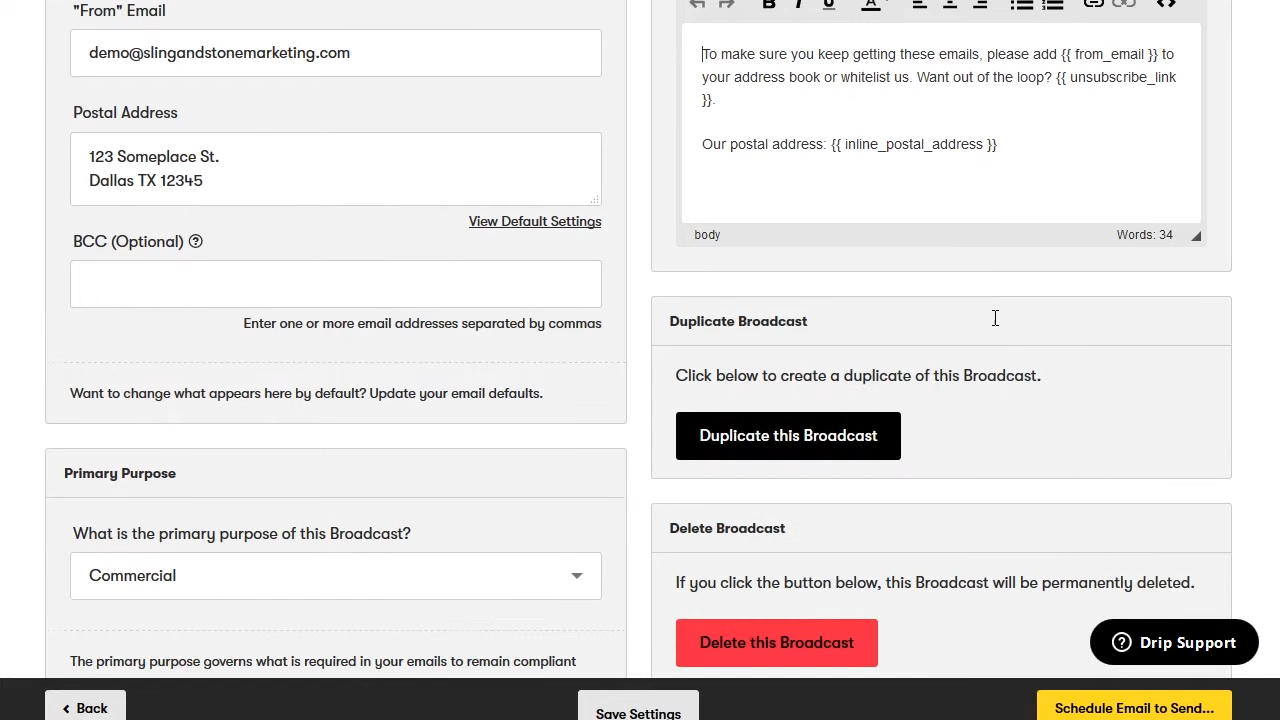 "From" Email
demo@slingandstonemarketing.com
Postal Address
123 Someplace St.
Dallas TX 12345
View Default Settings
BCC (Optional)
Enter one or more email addresses separated by commas
Want to change what appears here by default? Update your email defaults.
Primary Purpose
What is the primary purpose of this Broadcast?
Commercial
The primary purpose governs what is required in your emails to remain compliant
To make sure you keep getting these emails, please add {{ from_email }} to
your address book or whitelist us. Want out of the loop? {{ unsubscribe_link
}}.
Our postal address: {{ inline_postal_address }}
body
Words: 34
Duplicate Broadcast
Click below to create a duplicate of this Broadcast.
Duplicate this Broadcast
Delete Broadcast
If you click the button below, this Broadcast will be permanently deleted.
Delete this Broadcast
Drip Support
Back
Save Settings
Schedule Email to Send...